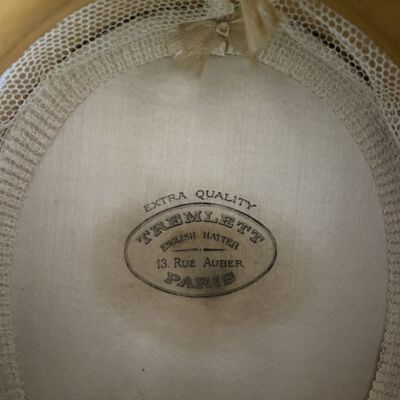 EXTRA QUALITY
TREMLETT
ENGLISH HATTER
13, RUE AUBER
PARIS